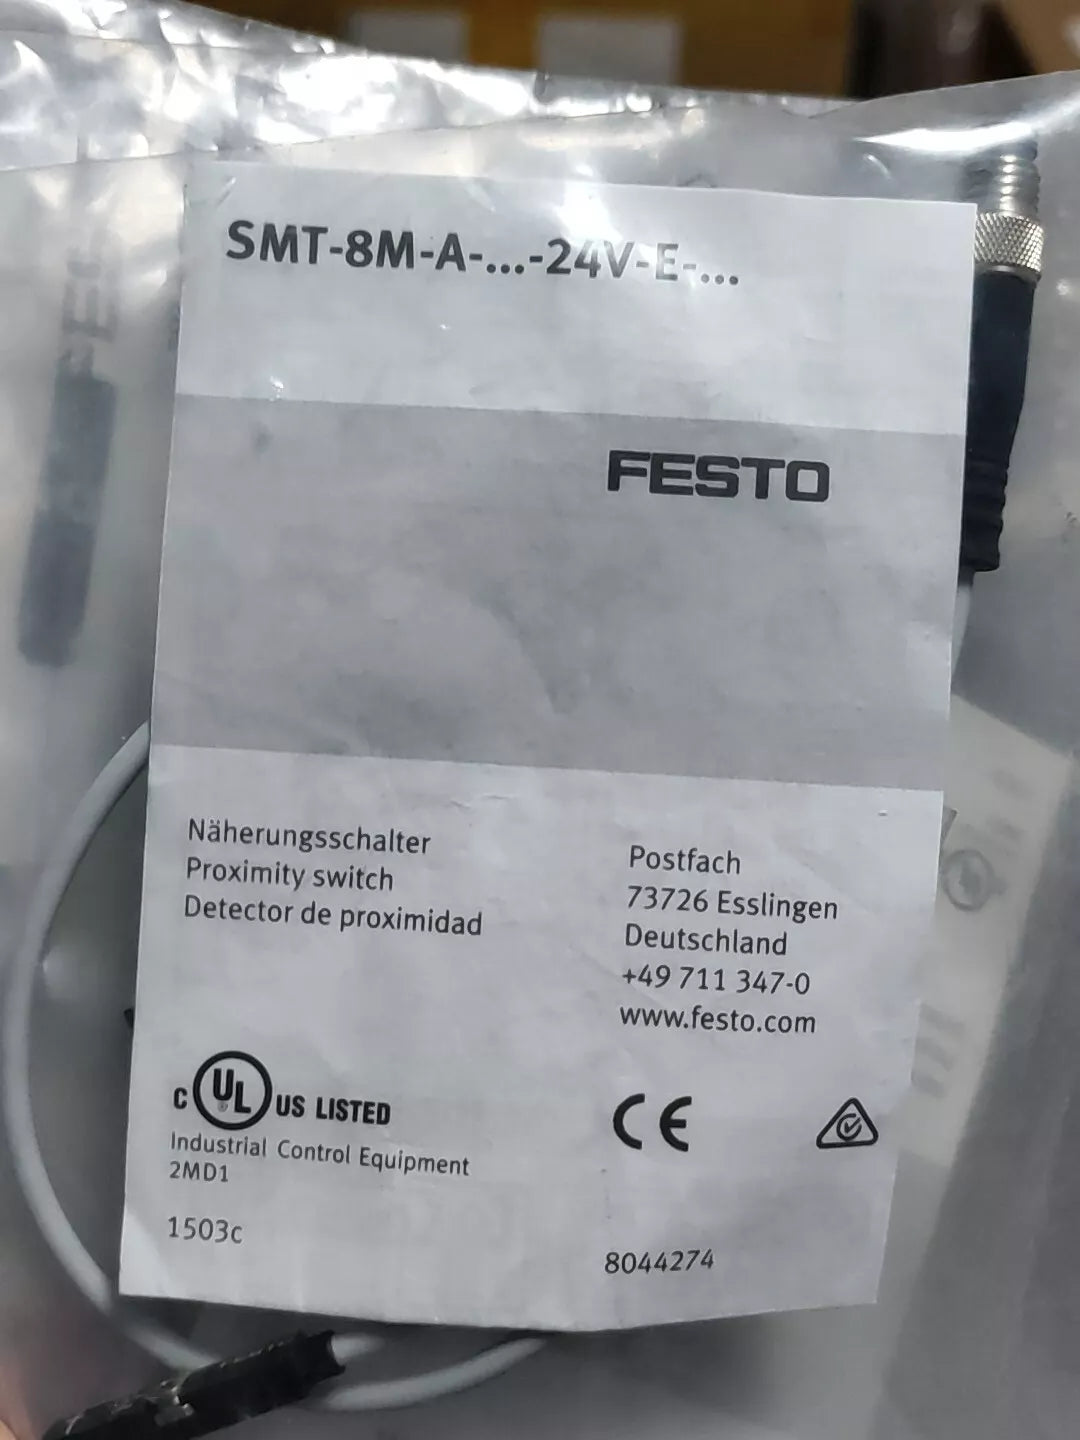 SMT-8M-A-...-24V-E-...
FESTO
Näherungsschalter
Proximity switch
Detector de proximidad
Postfach
73726 Esslingen
Deutschland
+49 711 347-0
www.festo.com
C UL US LISTED
Industrial Control Equipment
2MD1
CE
1503c
8044274